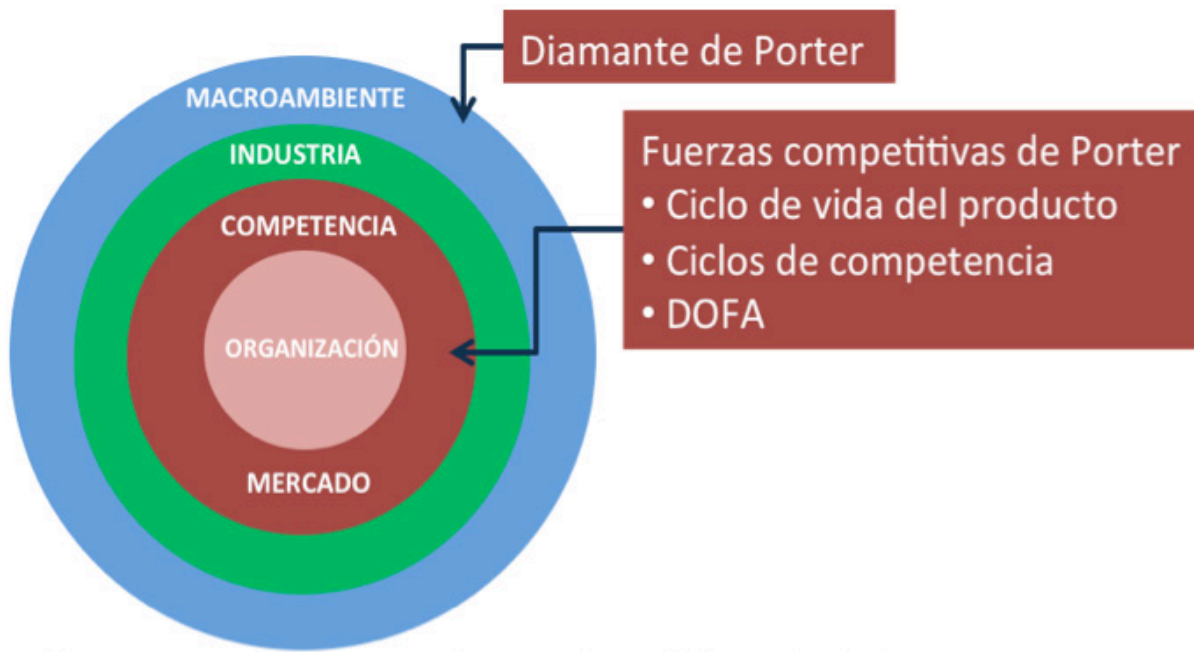 Diamante de Porter
MACROAMBIENTE
INDUSTRIA
COMPETENCIA
ORGANIZACIÓN
MERCADO
Fuerzas competitivas de Porter
• Ciclo de vida del producto
• Ciclos de competencia
• DOFA